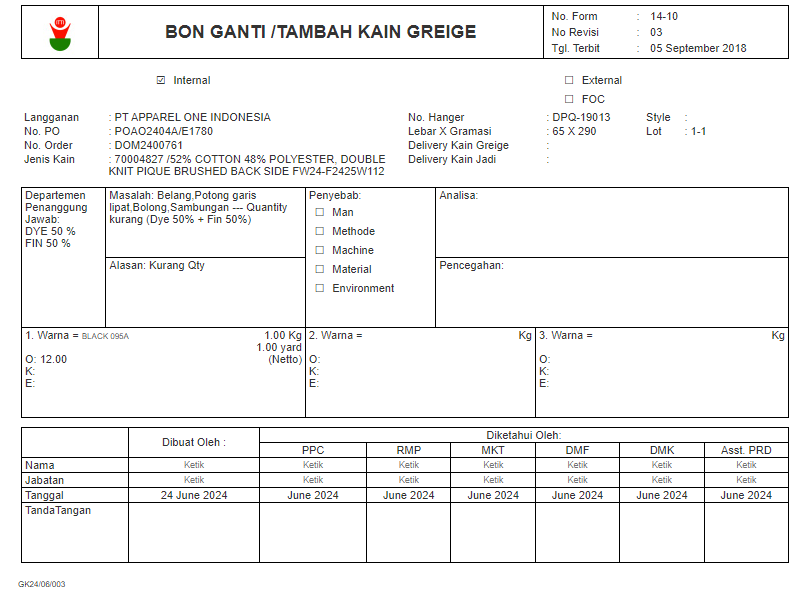 BON GANTI /TAMBAH KAIN GREIGE
No. Form : 14-10
No Revisi : 03
Tgl. Terbit : 05 September 2018
☑ Internal
☐ External
☐ FOC
Langganan : PT APPAREL ONE INDONESIA
No. PO : POAO2404A/E1780
No. Order : DOM2400761
Jenis Kain : 70004827 /52% COTTON 48% POLYESTER, DOUBLE
KNIT PIQUE BRUSHED BACK SIDE FW24-F2425W112
No. Hanger : DPQ-19013
Lebar X Gramasi : 65 X 290
Delivery Kain Greige :
Delivery Kain Jadi :
Style :
Lot : 1-1
Departemen
Penanggung
Jawab:
DYE 50 %
FIN 50 %
Masalah: Belang,Potong garis
lipat,Bolong,Sambungan --- Quantity
kurang (Dye 50% + Fin 50%)
Alasan: Kurang Qty
Penyebab:
☐ Man
☐ Methode
☐ Machine
☐ Material
☐ Environment
Analisa:
Pencegahan:
1. Warna = BLACK 095A 1.00 Kg
1.00 yard
O: 12.00 (Netto)
K:
E:
2. Warna = Kg
O:
K:
E:
3. Warna = Kg
O:
K:
E:
Dibuat Oleh : Diketahui Oleh:
PPC RMP MKT DMF DMK Asst. PRD
Nama Ketik Ketik Ketik Ketik Ketik Ketik Ketik
Jabatan Ketik Ketik Ketik Ketik Ketik Ketik Ketik
Tanggal 24 June 2024 June 2024 June 2024 June 2024 June 2024 June 2024 June 2024
TandaTangan
GK24/06/003